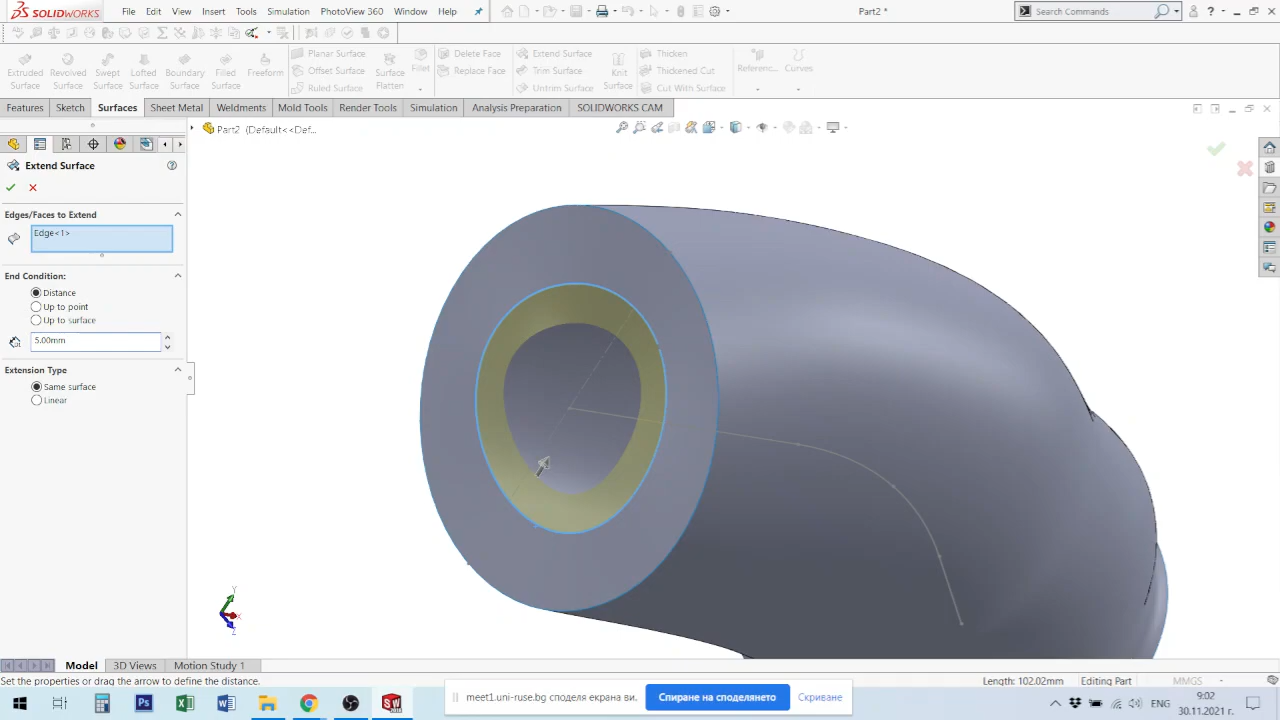 SOLIDWORKS File Edit View Insert Tools Simulation PhotoView 360 Window Help Part2 * Search Commands
Extruded Surface
Revolved Surface
Swept Surface
Lofted Surface
Boundary Surface
Filled Surface
Freeform
Planar Surface
Offset Surface
Ruled Surface
Surface Flatten
Fillet
Delete Face
Replace Face
Extend Surface
Trim Surface
Untrim Surface
Knit Surface
Thicken
Thickened Cut
Cut With Surface
Referenc...
Curves
Features Sketch Surfaces Sheet Metal Weldments Mold Tools Render Tools Simulation Analysis Preparation SOLIDWORKS CAM
Part2 (Default<<Def...
Extend Surface
Edges/Faces to Extend
Edge<1>
End Condition:
Distance
Up to point
Up to surface
5.00mm
Extension Type
Same surface
Linear
Y
X
Z
Model 3D Views Motion Study 1
Set the properties or drag the arrow to define the distance. Length: 102.02mm Editing Part MMGS
meet1.uni-ruse.bg споделя екрана ви. Спиране на споделянето Скриване
ENG
9:02
30.11.2021 г.